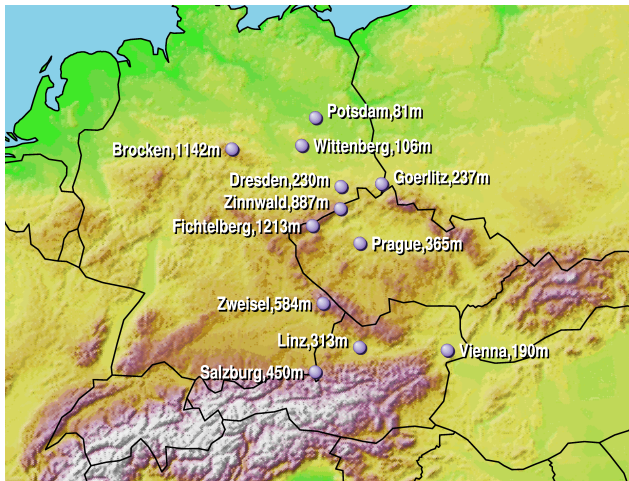 Potsdam,81m
Brocken,1142m
Wittenberg,106m
Dresden,230m
Goerlitz,237m
Zinnwald,887m
Fichtelberg,1213m
Prague,365m
Zweisel,584m
Linz,313m
Vienna,190m
Salzburg,450m